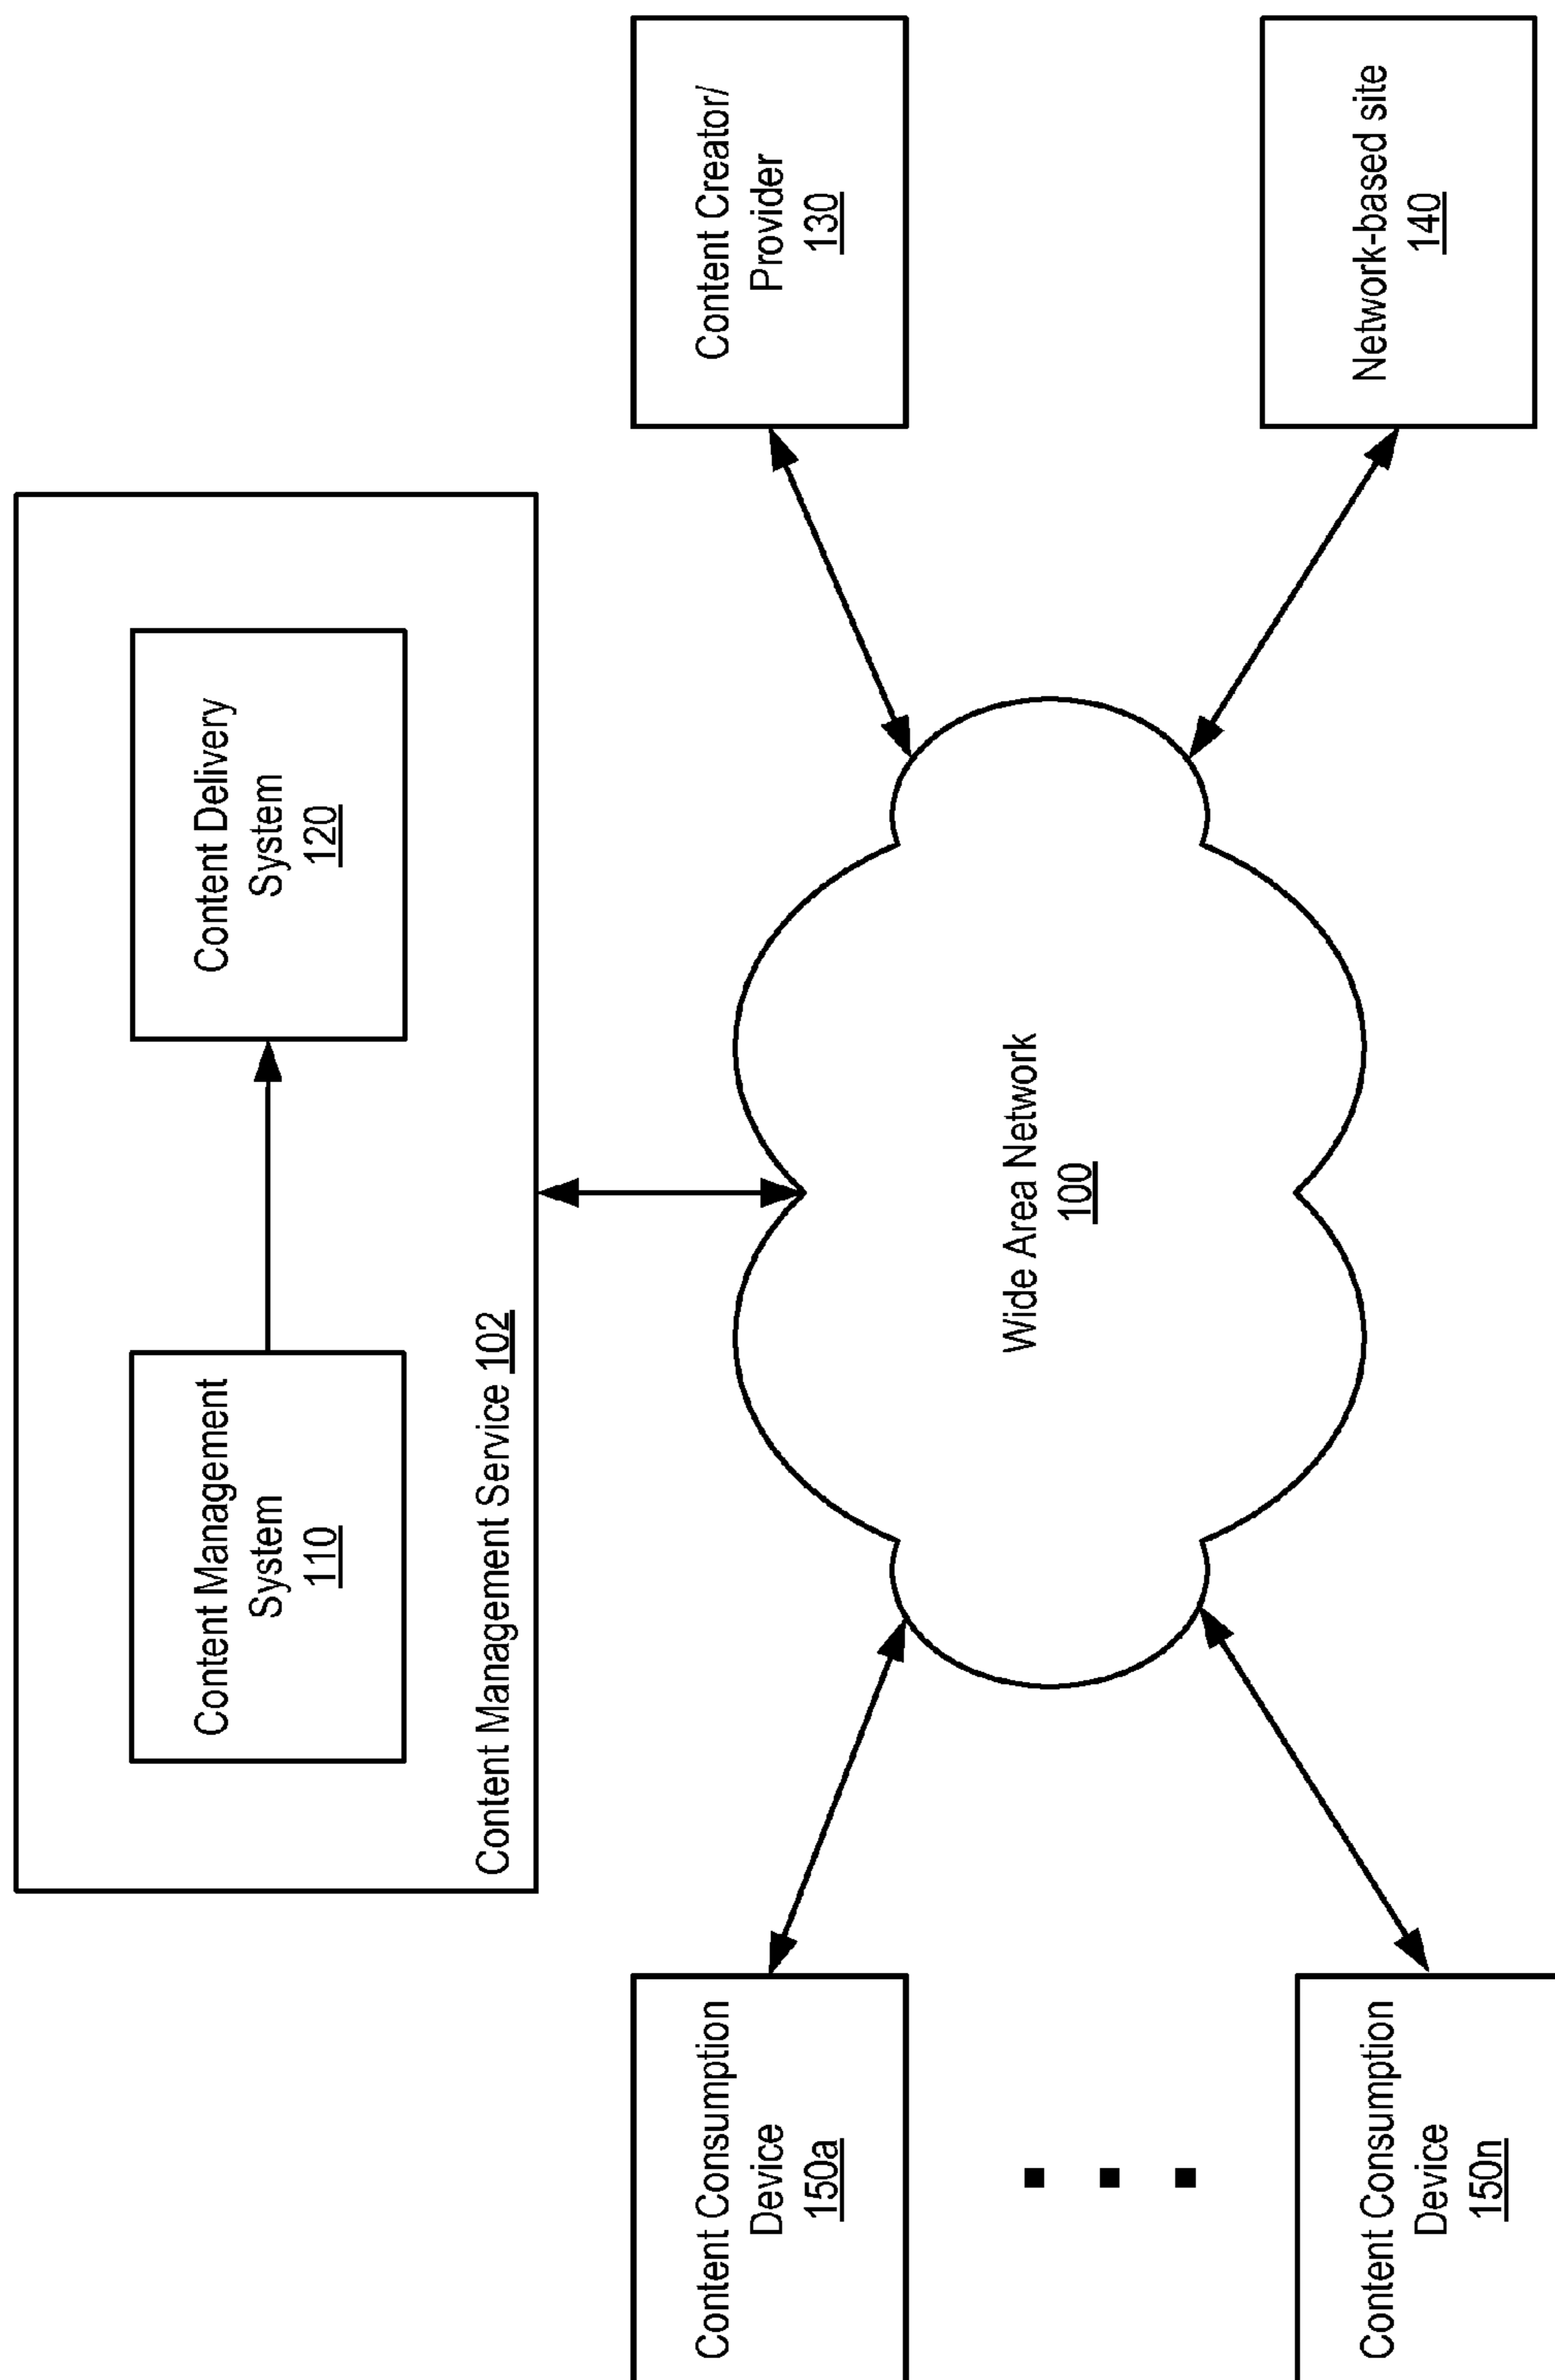 Content Management
System
110
Content Delivery
System
120
Content Management Service 102
Content Consumption
Device
150a
Content Creator/
Provider
130
Wide Area Network
100
Content Consumption
Device
150n
Network-based site
140